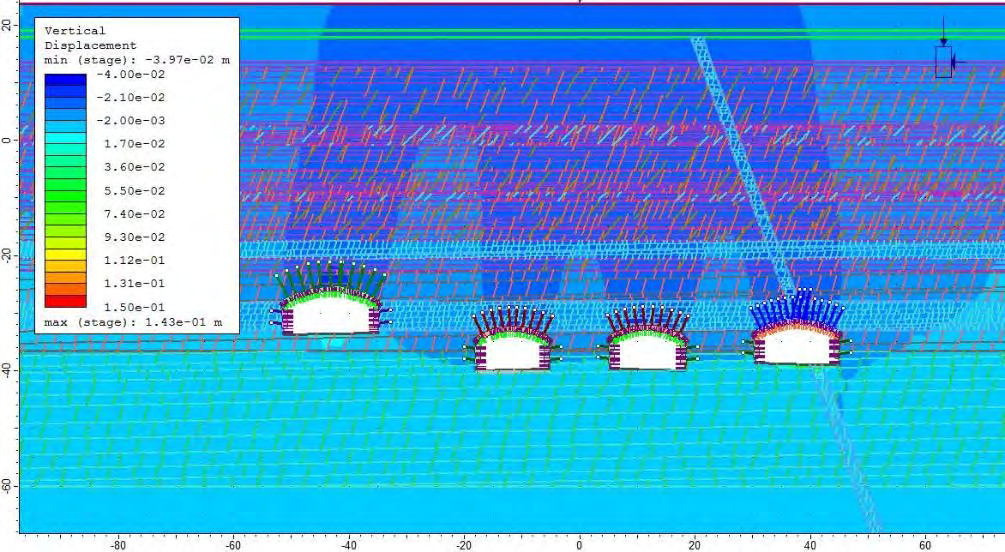 Vertical
Displacement
min (stage): -3.97e-02 m
-4.00e-02
-2.10e-02
-2.00e-03
1.70e-02
3.60e-02
5.50e-02
7.40e-02
9.30e-02
1.12e-01
1.31e-01
1.50e-01
max (stage): 1.43e-01 m
20
0
-20
-40
-60
-80
-60
-40
-20
0
20
40
60